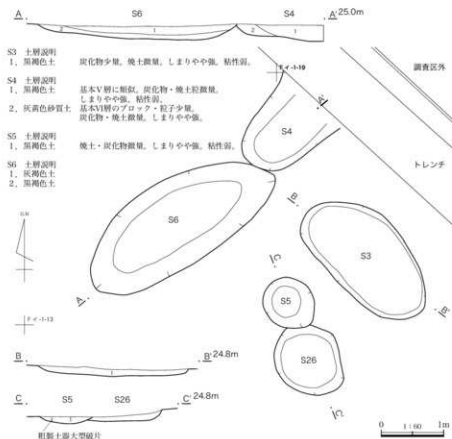 A S6 S4 A' 25.0m
2 1 2 1
S3 土層説明
1. 黒褐色土 炭化物少量、焼土微量。しまりやや強、粘性弱。
S4 土層説明
1. 黒褐色土 基本Ⅴ層に類似。炭化物・焼土粒微量。
しまりやや強、粘性弱。
2. 灰黄色砂質土 基本Ⅵ層のブロック・粒子少量。
炭化物・焼土微量。しまりやや強。
S5 土層説明
1. 黒褐色土 焼土・炭化物微量。しまりやや強、粘性弱。
S6 土層説明
1. 灰褐色土
2. 黒褐色土
調査区外
トレンチ
A'
S4
S6
A
B
S3
B'
C
S5
S26
C'
G.N
B B' 24.8m
1
C S5 S26 C' 24.8m
粗製土器大型破片
0 1:60 1m